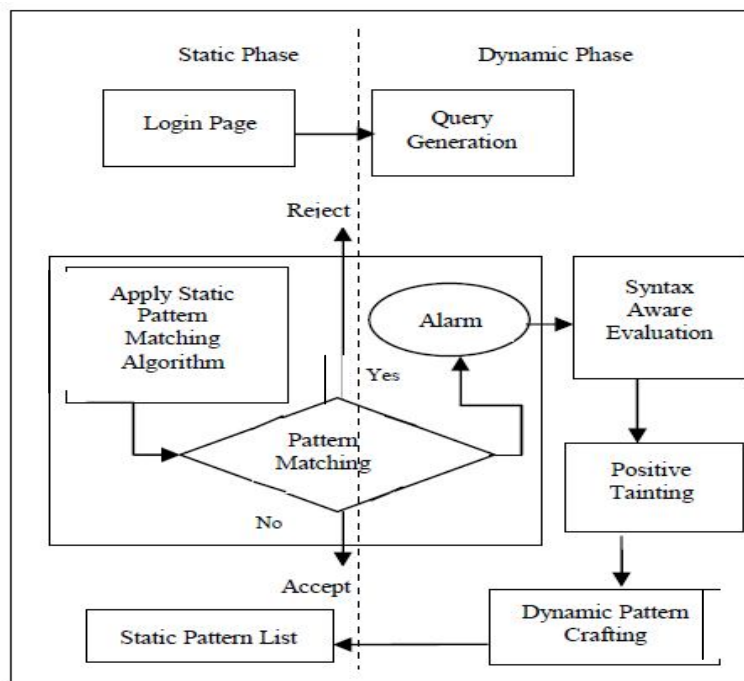 Static Phase
Dynamic Phase
Login Page
Query
Generation
Reject
Apply Static
Pattern
Matching
Algorithm
Alarm
Syntax
Aware
Evaluation
Yes
Pattern
Matching
Positive
Tainting
No
Accept
Static Pattern List
Dynamic Pattern
Crafting